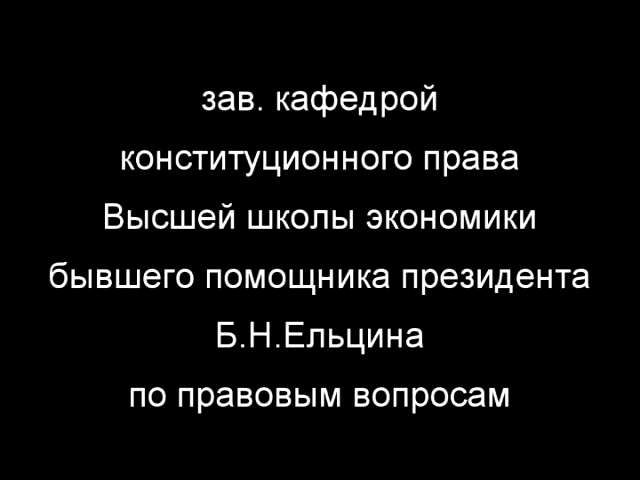 зав. кафедрой
конституционного права
Высшей школы экономики
бывшего помощника президента
Б.Н.Ельцина
по правовым вопросам